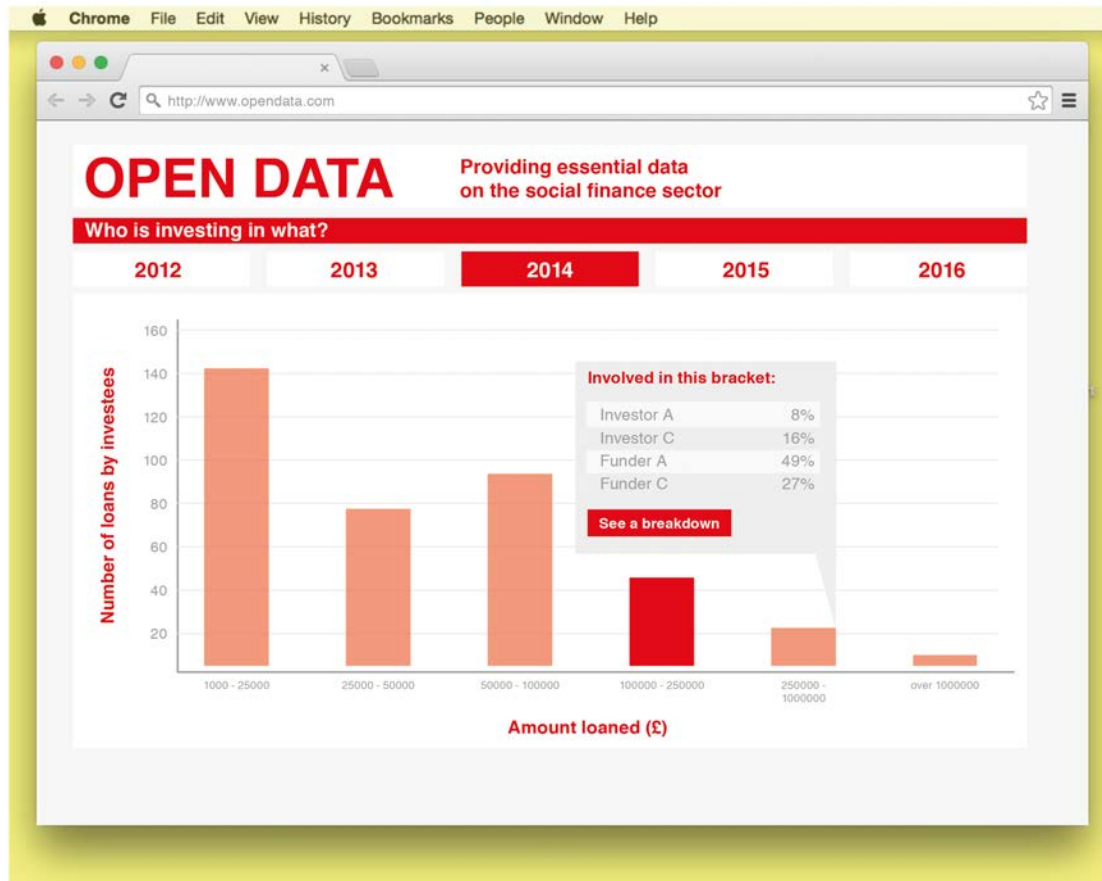 Chrome File Edit View History Bookmarks People Window Help
http://www.opendata.com
OPEN DATA
Providing essential data
on the social finance sector
Who is investing in what?
2012 2013 2014 2015 2016
Number of loans by investees
160
140
120
100
80
60
40
20
Involved in this bracket:
Investor A 8%
Investor C 16%
Funder A 49%
Funder C 27%
See a breakdown
1000 - 25000 25000 - 50000 50000 - 100000 100000 - 250000 250000 - over 1000000
1000000
Amount loaned (£)